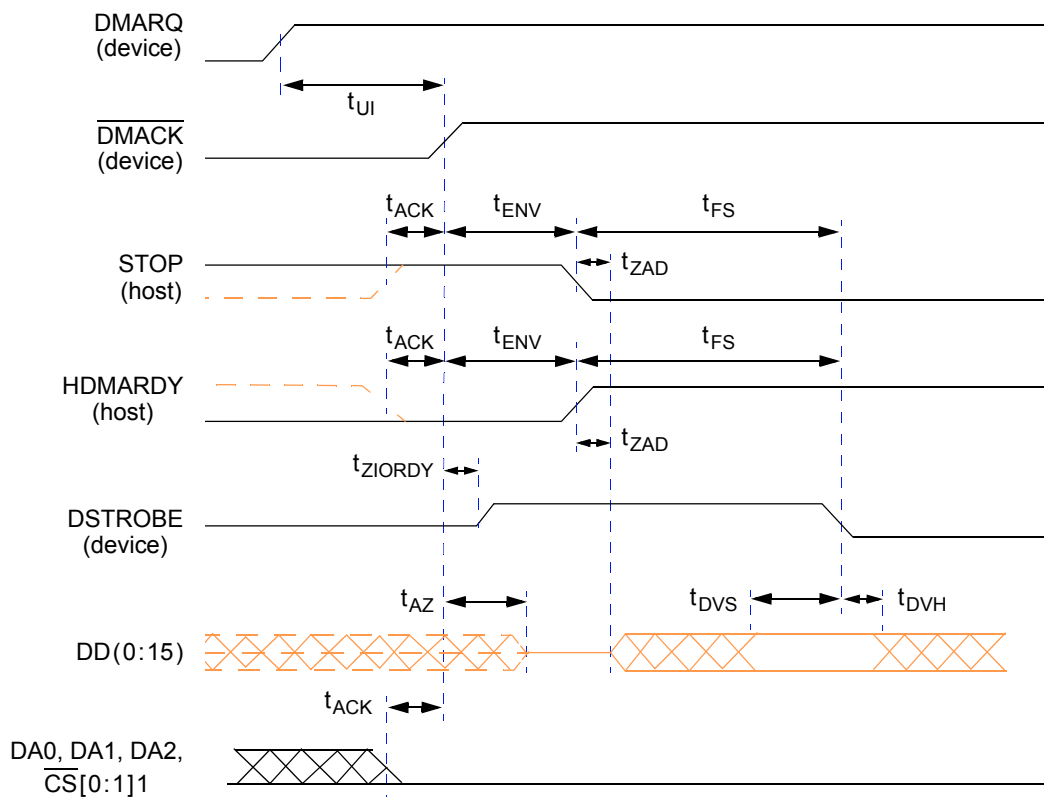 DMARQ
(device)
tUI
DMACK
(device)
tACK
tENV
tFS
STOP
(host)
tZAD
tACK
tENV
tFS
HDMARDY
(host)
tZAD
tZIORDY
DSTROBE
(device)
tAZ
tDVS
tDVH
DD(0:15)
tACK
DA0, DA1, DA2,
CS[0:1]1